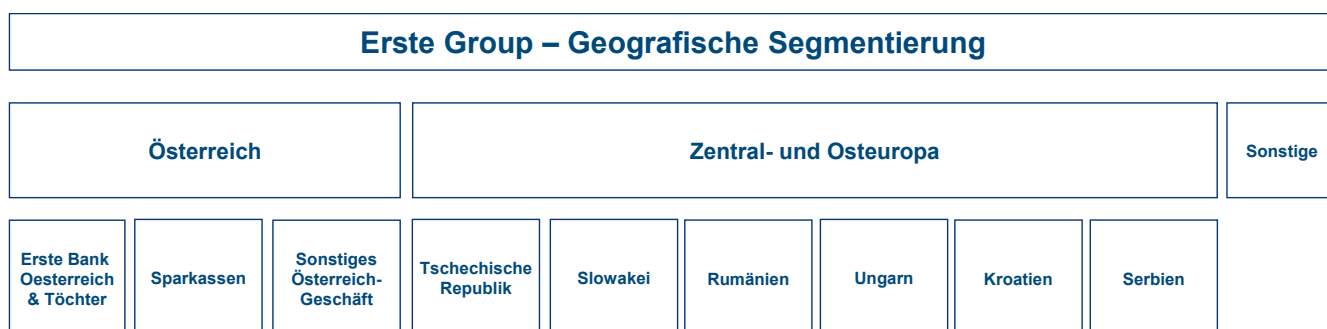 Erste Group – Geografische Segmentierung
Österreich
Zentral- und Osteuropa
Sonstige
Erste Bank
Oesterreich
& Töchter
Sparkassen
Sonstiges
Österreich-
Geschäft
Tschechische
Republik
Slowakei
Rumänien
Ungarn
Kroatien
Serbien